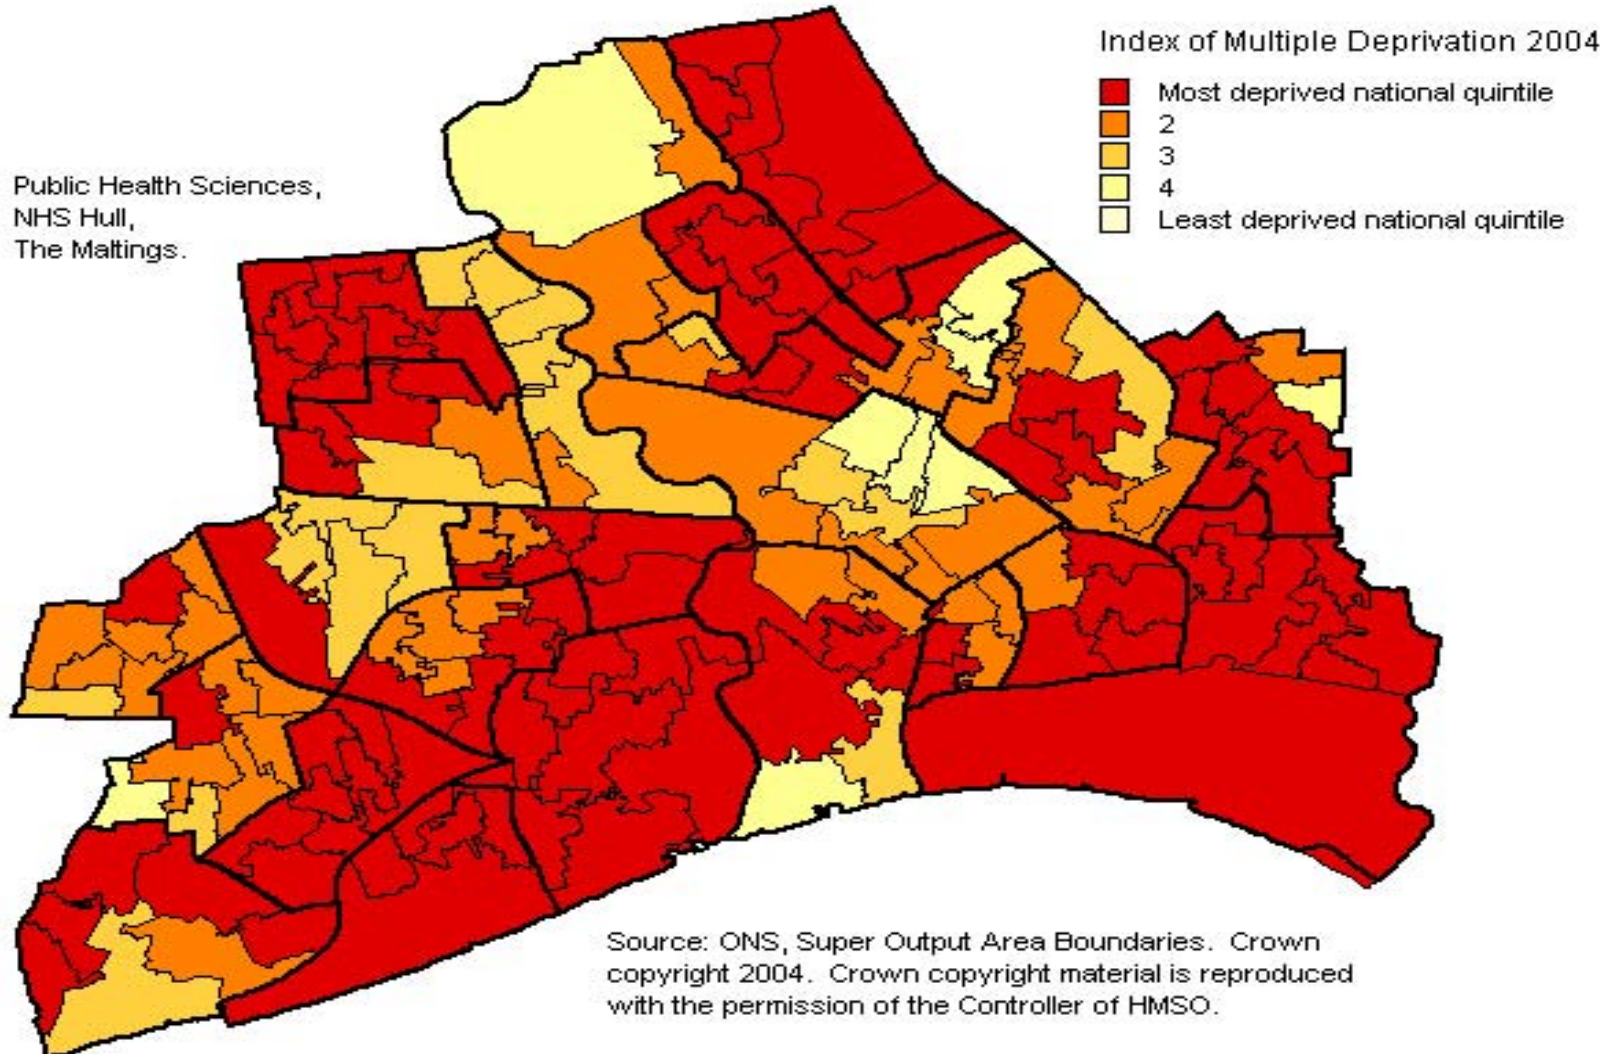 Index of Multiple Deprivation 2004
Most deprived national quintile
2
3
4
Least deprived national quintile
Public Health Sciences,
NHS Hull,
The Maltings.
Source: ONS, Super Output Area Boundaries. Crown
copyright 2004. Crown copyright material is reproduced
with the permission of the Controller of HMSO.